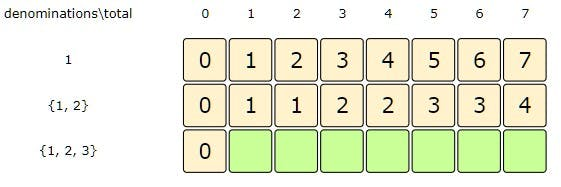 denominations\total 0 1 2 3 4 5 6 7
1 0 1 2 3 4 5 6 7
{1, 2} 0 1 1 2 2 3 3 4
{1, 2, 3} 0